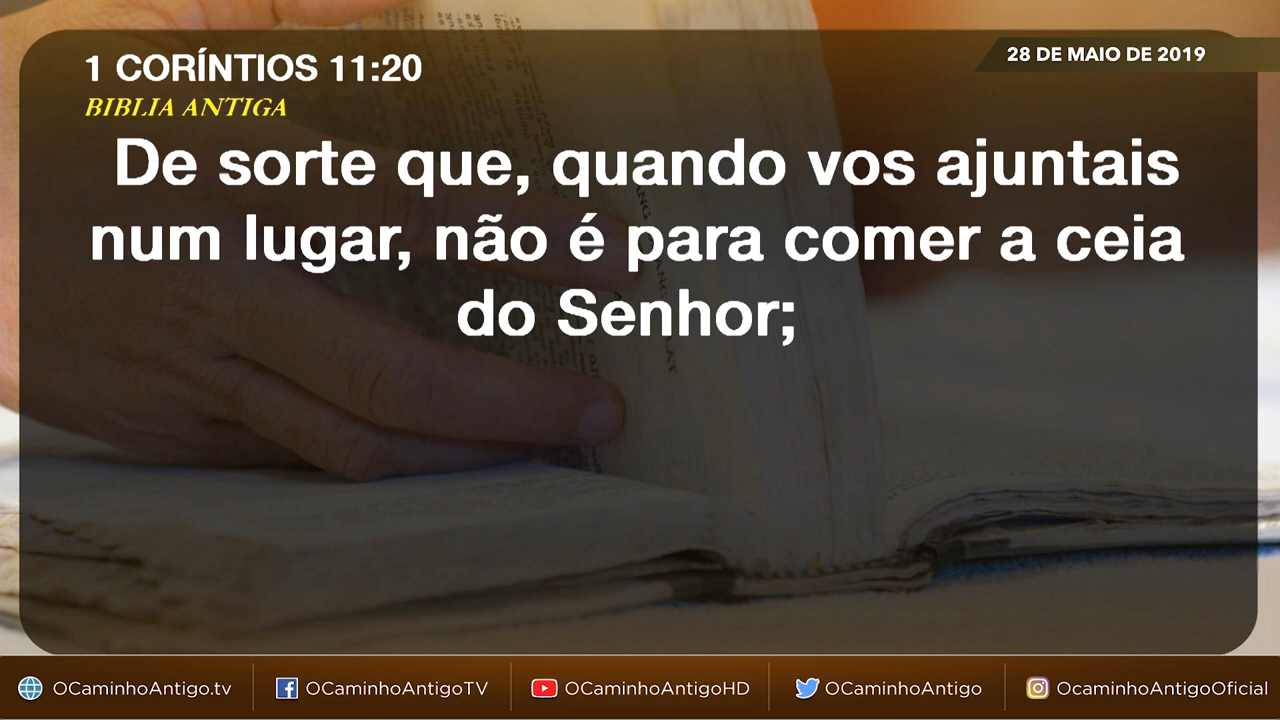 1 CORÍNTIOS 11:20
28 DE MAIO DE 2019
BIBLIA ANTIGA
De sorte que, quando vos ajuntais
num lugar, não é para comer a ceia
do Senhor;
OCaminhoAntigo.tv
OCaminhoAntigoTV
OCaminhoAntigoHD
OCaminhoAntigo
OcaminhoAntigoOficial